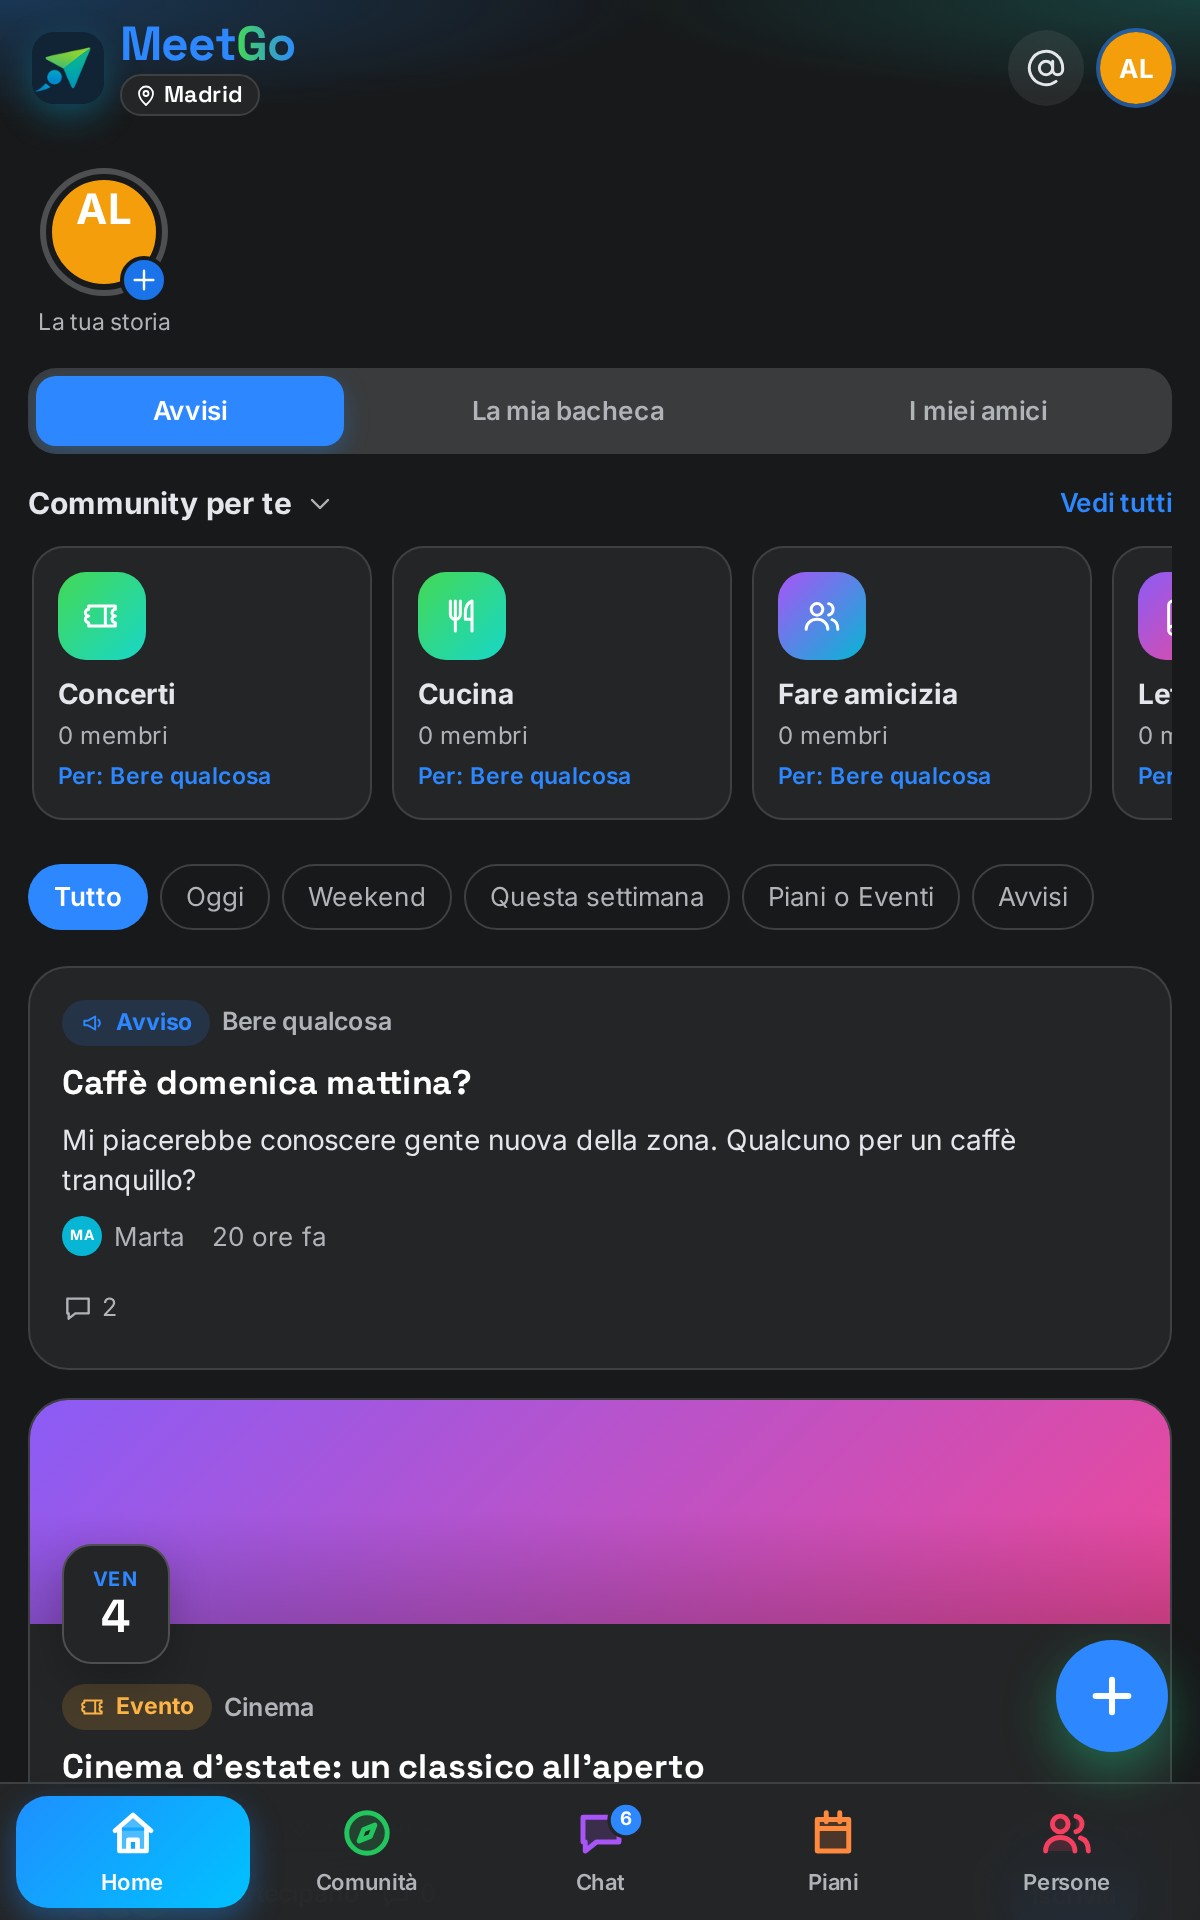 MeetGo
Madrid
@
AL
AL
La tua storia
Avvisi
La mia bacheca
I miei amici
Community per te
Vedi tutti
Concerti
0 membri
Per: Bere qualcosa
Cucina
0 membri
Per: Bere qualcosa
Fare amicizia
0 membri
Per: Bere qualcosa
Tutto
Oggi
Weekend
Questa settimana
Piani o Eventi
Avvisi
Avviso
Bere qualcosa
Caffè domenica mattina?
Mi piacerebbe conoscere gente nuova della zona. Qualcuno per un caffè
tranquillo?
MA
Marta
20 ore fa
2
VEN
4
Evento
Cinema
Cinema d’estate: un classico all’aperto
6
Home
Comunità
Chat
Piani
Persone